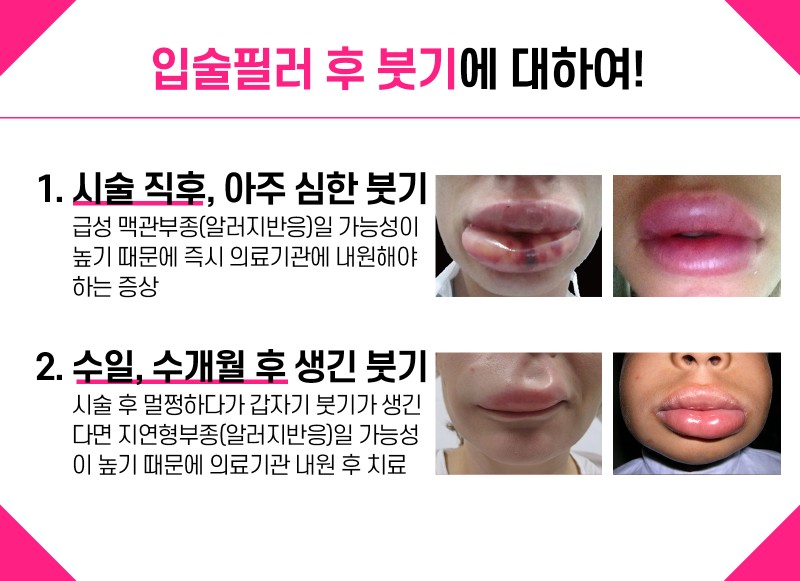 입술필러 후 붓기에 대하여!
1. 시술 직후, 아주 심한 붓기
급성 맥관부종(알러지반응)일 가능성이
높기 때문에 즉시 의료기관에 내원해야
하는 증상
2. 수일, 수개월 후 생긴 붓기
시술 후 멀쩡하다가 갑자기 붓기가 생긴
다면 지연형부종(알러지반응)일 가능성
이 높기 때문에 의료기관 내원 후 치료